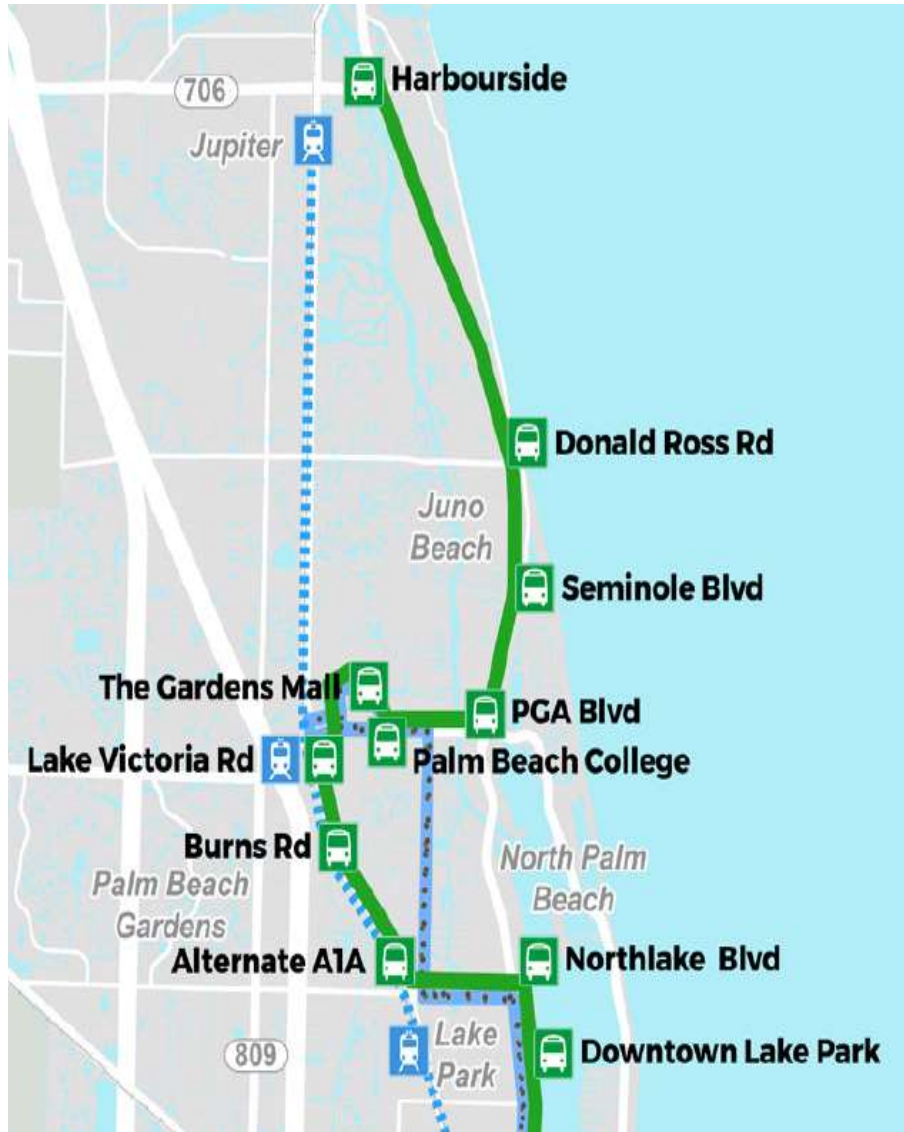 Harbourside
706
Jupiter
Donald Ross Rd
Juno
Beach
Seminole Blvd
The Gardens Mall
PGA Blvd
Lake Victoria Rd
Palm Beach College
Burns Rd
North Palm
Beach
Palm Beach
Gardens
Alternate A1A
Northlake Blvd
Lake
Park
809
Downtown Lake Park